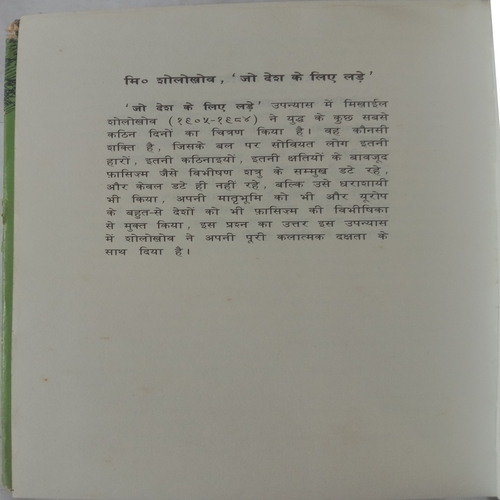 मि० शोलोखोव, 'जो देश के लिए लड़े'
'जो देश के लिए लड़े' उपन्यास में मिखाईल
शोलोखोव (१९०५-१९८४) ने युद्ध के कुछ सबसे
कठिन दिनों का चित्रण किया है। वह कौनसी
शक्ति है, जिसके बल पर सोवियत लोग इतनी
हारों, इतनी कठिनाइयों, इतनी क्षतियों के बावजूद
फ़ासिज़्म जैसे विभीषण शत्रु के सम्मुख डटे रहे,
और केवल डटे ही नहीं रहे, बल्कि उसे धराशायी
भी किया, अपनी मातृभूमि को भी और यूरोप
के बहुत-से देशों को भी फ़ासिज़्म की विभीषिका
से मुक्त किया, इस प्रश्न का उत्तर इस उपन्यास
में शोलोखोव ने अपनी पूरी कलात्मक दक्षता के
साथ दिया है।